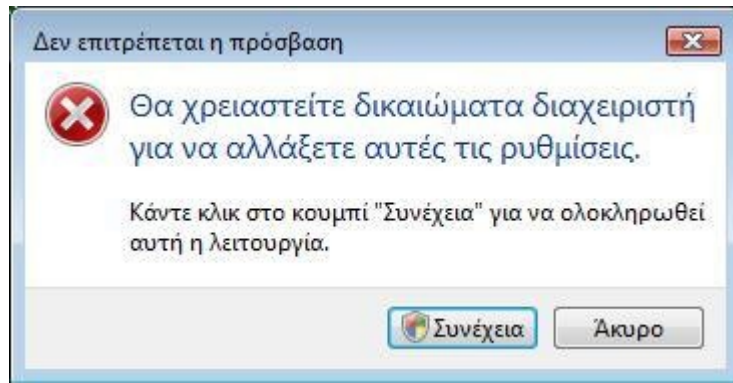 Δεν επιτρέπεται η πρόσβαση
Θα χρειαστείτε δικαιώματα διαχειριστή
για να αλλάξετε αυτές τις ρυθμίσεις.
Κάντε κλικ στο κουμπί "Συνέχεια" για να ολοκληρωθεί
αυτή η λειτουργία.
Συνέχεια
Άκυρο